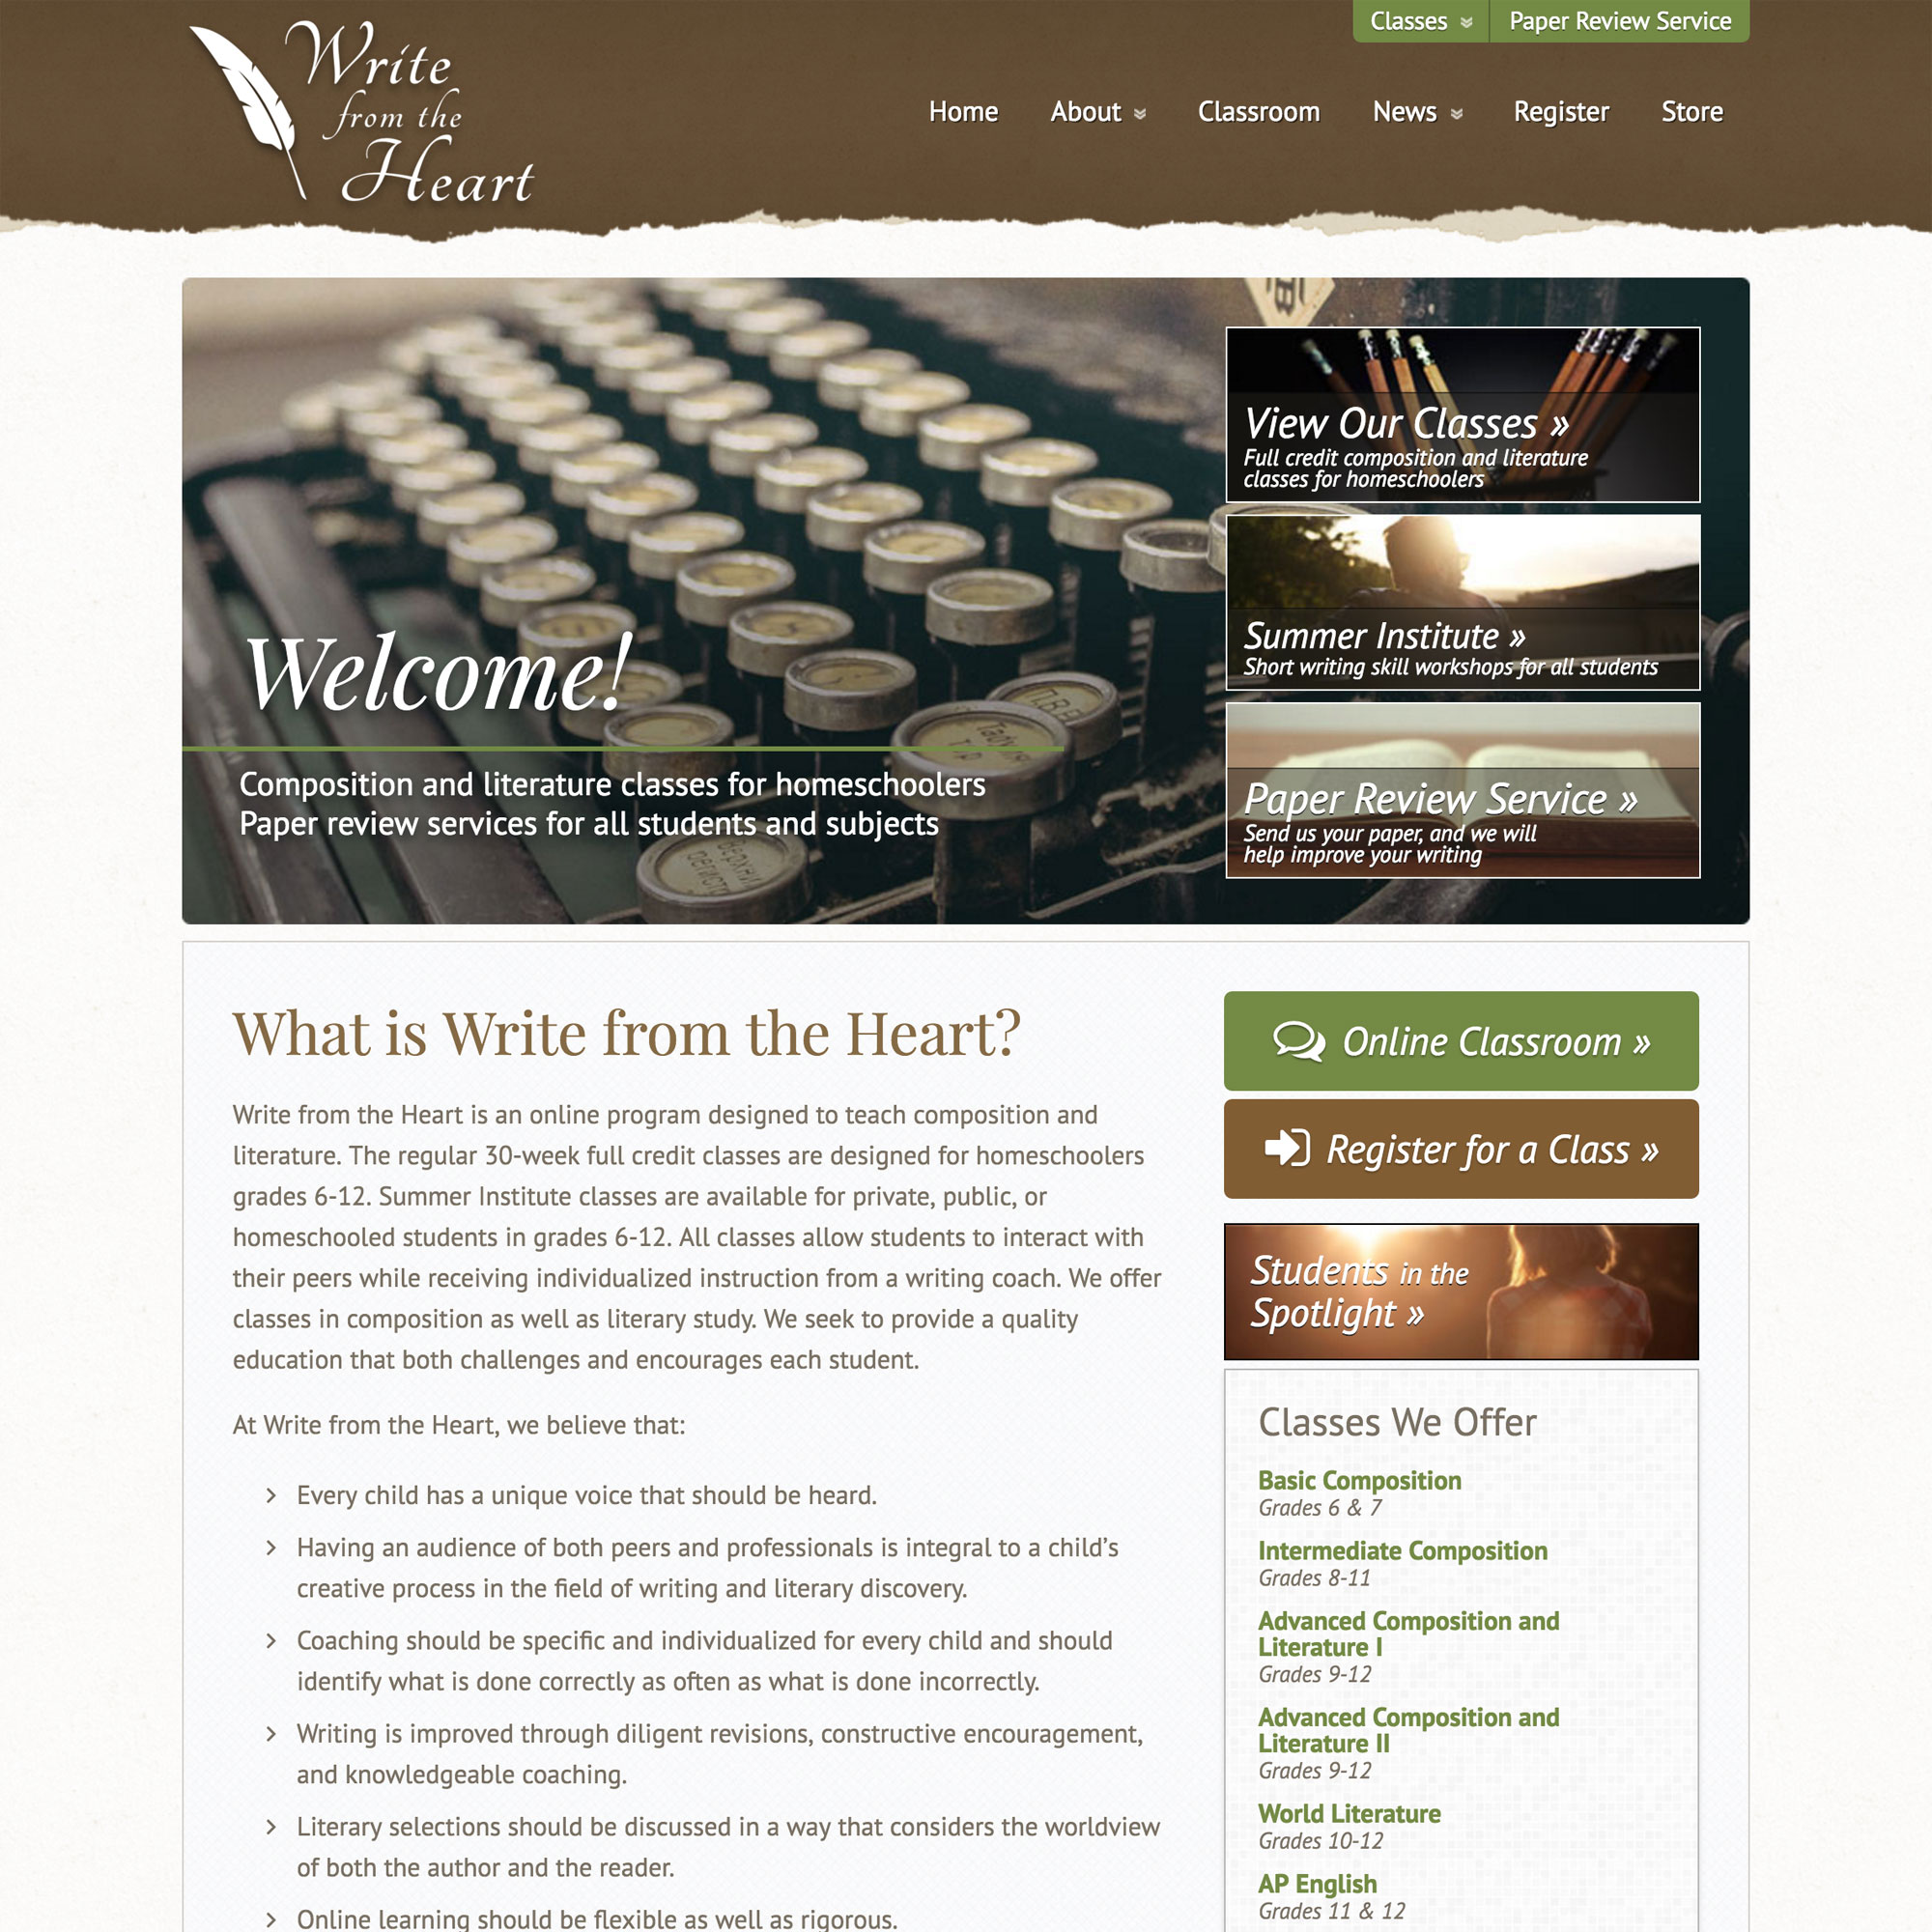 Write
from the
Heart
Classes
Paper Review Service
Home
About
Classroom
News
Register
Store
View Our Classes »
Full credit composition and literature
classes for homeschoolers
Summer Institute »
Short writing skill workshops for all students
Paper Review Service »
Send us your paper, and we will
help improve your writing
Welcome!
Composition and literature classes for homeschoolers
Paper review services for all students and subjects
What is Write from the Heart?
Write from the Heart is an online program designed to teach composition and
literature. The regular 30-week full credit classes are designed for homeschoolers
grades 6-12. Summer Institute classes are available for private, public, or
homeschooled students in grades 6-12. All classes allow students to interact with
their peers while receiving individualized instruction from a writing coach. We offer
classes in composition as well as literary study. We seek to provide a quality
education that both challenges and encourages each student.
At Write from the Heart, we believe that:
Every child has a unique voice that should be heard.
Having an audience of both peers and professionals is integral to a child’s
creative process in the field of writing and literary discovery.
Coaching should be specific and individualized for every child and should
identify what is done correctly as often as what is done incorrectly.
Writing is improved through diligent revisions, constructive encouragement,
and knowledgeable coaching.
Literary selections should be discussed in a way that considers the worldview
of both the author and the reader.
Online learning should be flexible as well as rigorous.
Online Classroom »
Register for a Class »
Students in the
Spotlight »
Classes We Offer
Basic Composition
Grades 6 & 7
Intermediate Composition
Grades 8-11
Advanced Composition and
Literature I
Grades 9-12
Advanced Composition and
Literature II
Grades 9-12
World Literature
Grades 10-12
AP English
Grades 11 & 12